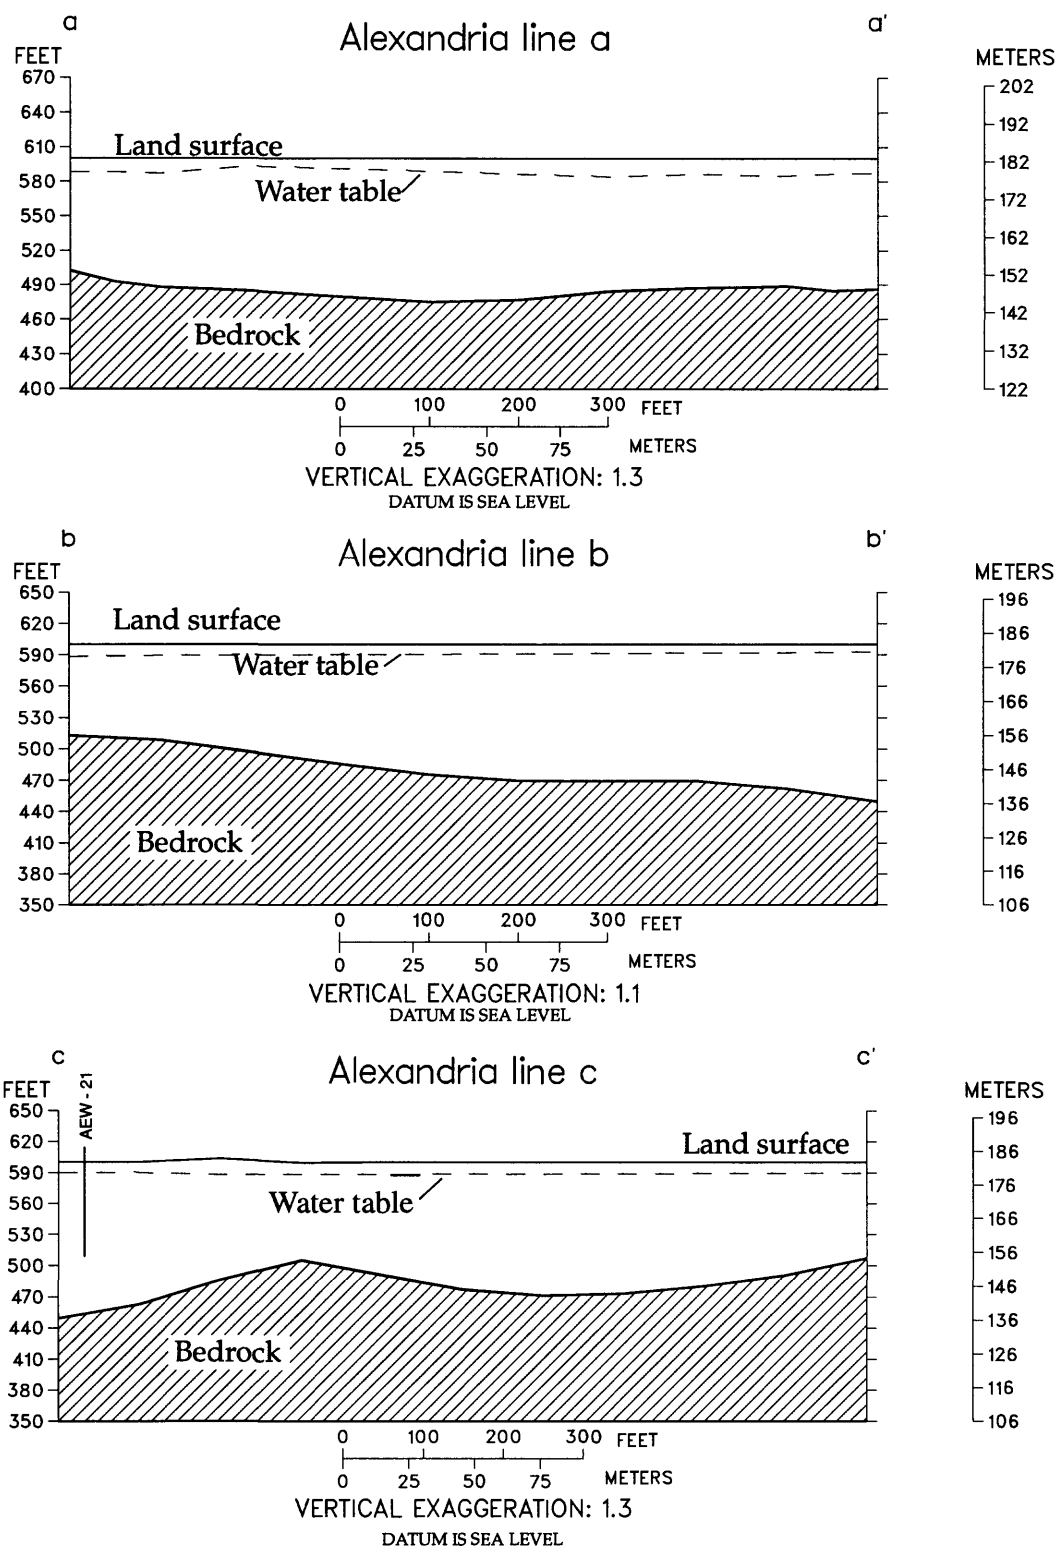 a a'
Alexandria line a
FEET METERS
670
640
610
580
550
520
490
460
430
400
Land surface
Water table
Bedrock
202
192
182
172
162
152
142
132
122
0 100 200 300 FEET
0 25 50 75 METERS
VERTICAL EXAGGERATION: 1.3
DATUM IS SEA LEVEL
b b'
Alexandria line b
FEET METERS
650
620
590
560
530
500
470
440
410
380
350
Land surface
Water table
Bedrock
196
186
176
166
156
146
136
126
116
106
0 100 200 300 FEET
0 25 50 75 METERS
VERTICAL EXAGGERATION: 1.1
DATUM IS SEA LEVEL
c c'
Alexandria line c
FEET METERS
AEW - 21
650
620
590
560
530
500
470
440
410
380
350
Land surface
Water table
Bedrock
196
186
176
166
156
146
136
126
116
106
0 100 200 300 FEET
0 25 50 75 METERS
VERTICAL EXAGGERATION: 1.3
DATUM IS SEA LEVEL